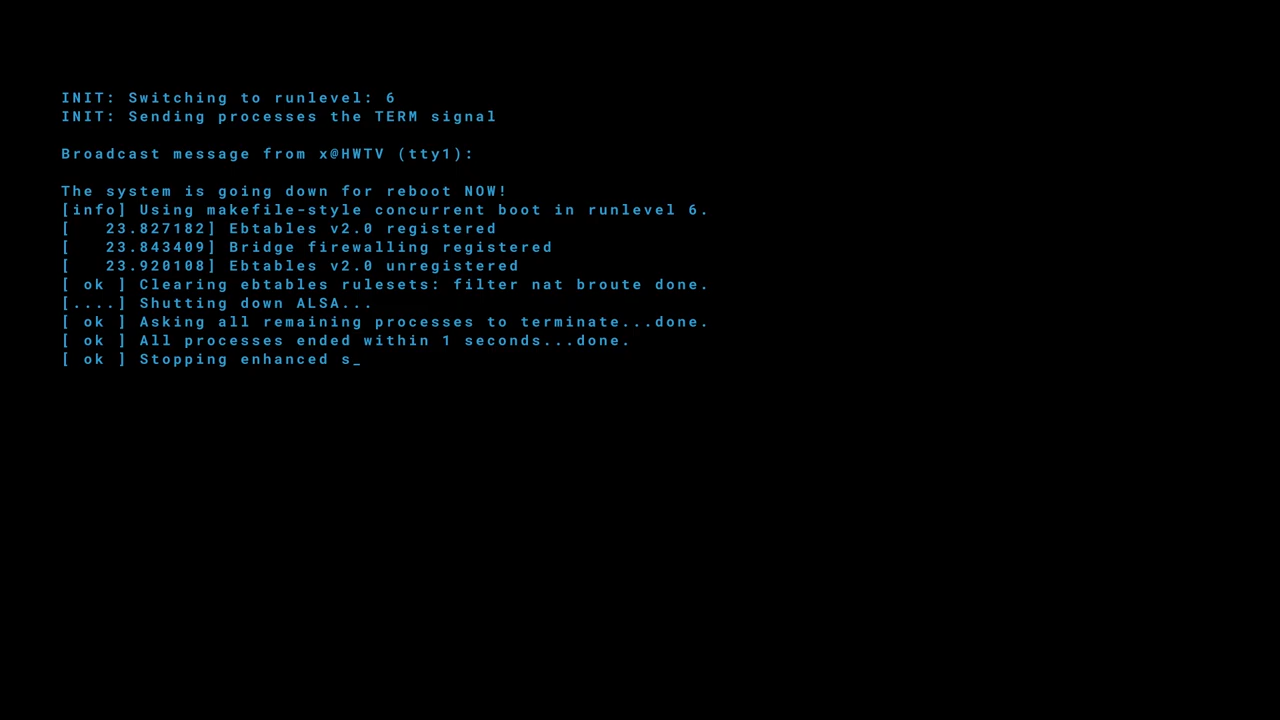 INIT: Switching to runlevel: 6
INIT: Sending processes the TERM signal
Broadcast message from x@HWTV (tty1):
The system is going down for reboot NOW!
[info] Using makefile-style concurrent boot in runlevel 6.
[   23.827182] Ebtables v2.0 registered
[   23.843409] Bridge firewalling registered
[   23.920108] Ebtables v2.0 unregistered
[ ok ] Clearing ebtables rulesets: filter nat broute done.
[....] Shutting down ALSA...
[ ok ] Asking all remaining processes to terminate...done.
[ ok ] All processes ended within 1 seconds...done.
[ ok ] Stopping enhanced s_